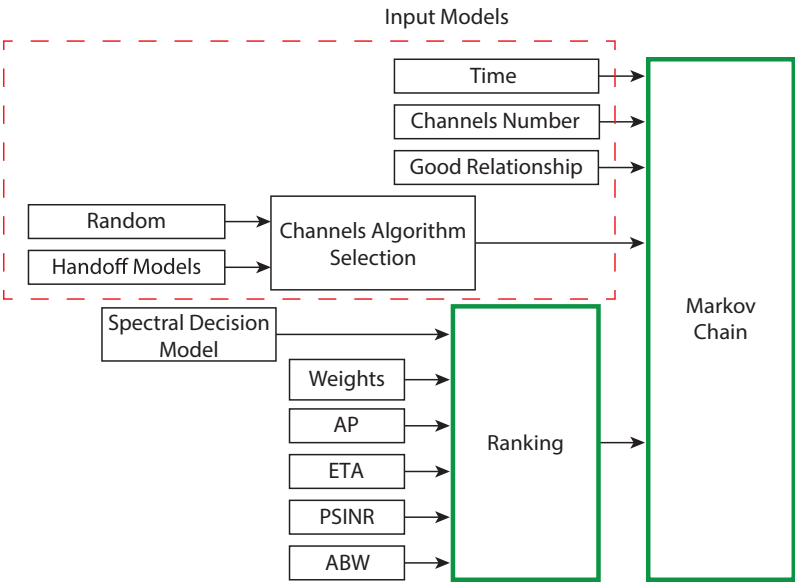 Input Models
Time
Channels Number
Good Relationship
Random
Handoff Models
Channels Algorithm
Selection
Spectral Decision
Model
Weights
AP
ETA
PSINR
ABW
Ranking
Markov
Chain